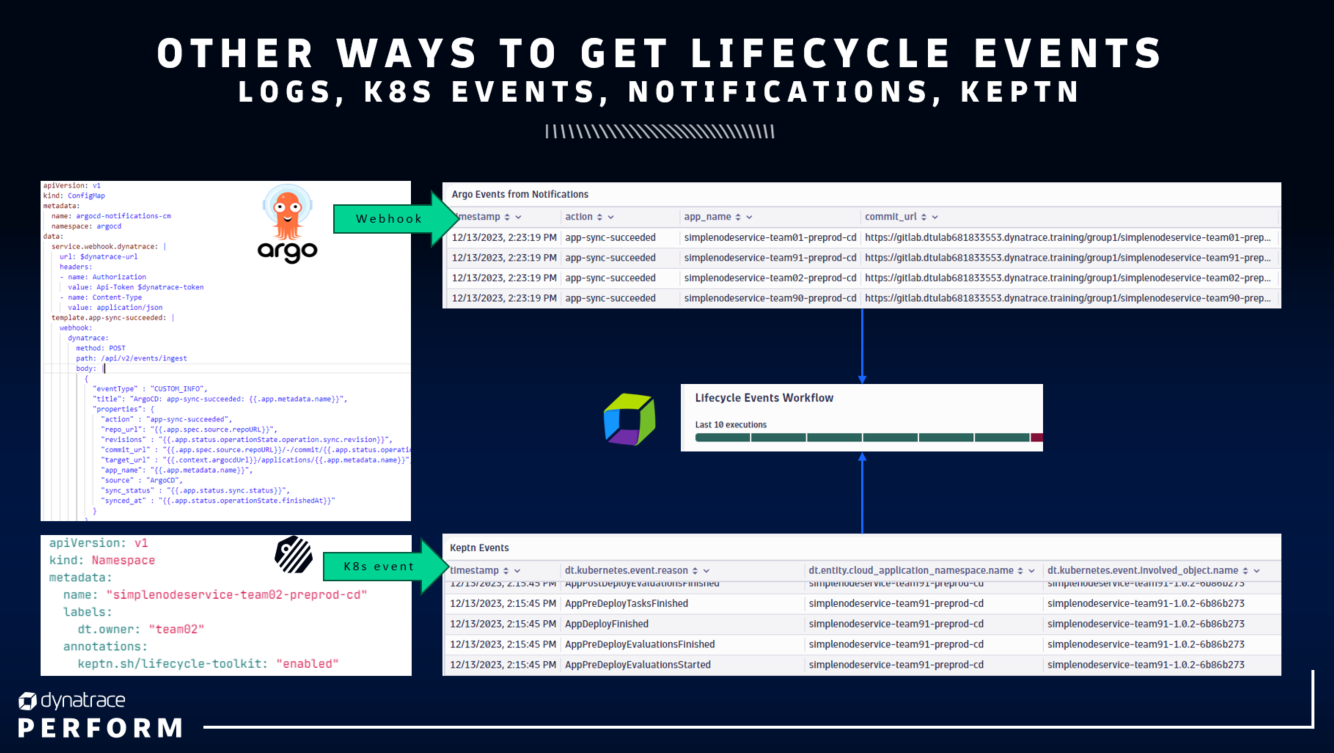 OTHER WAYS TO GET LIFECYCLE EVENTS
LOGS, K8S EVENTS, NOTIFICATIONS, KEPTN
apiVersion: v1
kind: ConfigMap
metadata:
name: argocd-notifications-cm
namespace: argocd
data:
service.webhook.dynatrace: |
url: $dynatrace-url
headers:
- name: Authorization
value: Api-Token $dynatrace-token
- name: Content-Type
value: application/json
template.app-sync-succeeded: |
webhook:
dynatrace:
method: POST
path: /api/v2/events/ingest
body: |
{
"eventType" : "CUSTOM_INFO",
"title": "ArgoCD: app-sync-succeeded: {{.app.metadata.name}}",
"properties": {
"action" : "app-sync-succeeded",
"repo_url": "{{.app.spec.source.repoURL}}",
"revisions" : "{{.app.status.operationState.operation.sync.revision}}",
"commit_url" : "{{.app.spec.source.repoURL}}/-/commit/{{.app.status.operati
"target_url" : "{{.context.argocdUrl}}/applications/{{.app.metadata.name}}"
"app_name": "{{.app.metadata.name}}",
"source" : "ArgoCD",
"sync_status" : "{{.app.status.sync.status}}",
"synced_at" : "{{.app.status.operationState.finishedAt}}"
}
argo
Webhook
Argo Events from Notifications
timestamp action app_name commit_url
12/13/2023, 2:23:19 PM app-sync-succeeded simplenodeservice-team01-preprod-cd https://gitlab.dtulab681833553.dynatrace.training/group1/simplenodeservice-team01-prep...
12/13/2023, 2:23:19 PM app-sync-succeeded simplenodeservice-team91-preprod-cd https://gitlab.dtulab681833553.dynatrace.training/group1/simplenodeservice-team91-prep...
12/13/2023, 2:23:19 PM app-sync-succeeded simplenodeservice-team02-preprod-cd https://gitlab.dtulab681833553.dynatrace.training/group1/simplenodeservice-team02-prep...
12/13/2023, 2:23:19 PM app-sync-succeeded simplenodeservice-team90-preprod-cd https://gitlab.dtulab681833553.dynatrace.training/group1/simplenodeservice-team90-prep...
Lifecycle Events Workflow
Last 10 executions
apiVersion: v1
kind: Namespace
metadata:
name: "simplenodeservice-team02-preprod-cd"
labels:
dt.owner: "team02"
annotations:
keptn.sh/lifecycle-toolkit: "enabled"
K8s event
Keptn Events
timestamp dt.kubernetes.event.reason dt.entity.cloud_application_namespace.name dt.kubernetes.event.involved_object.name
12/13/2023, 2:15:45 PM AppPostDeployEvaluationsFinished simplenodeservice-team91-preprod-cd simplenodeservice-team91-1.0.2-6b86b273
12/13/2023, 2:15:45 PM AppPreDeployTasksFinished simplenodeservice-team91-preprod-cd simplenodeservice-team91-1.0.2-6b86b273
12/13/2023, 2:15:45 PM AppDeployFinished simplenodeservice-team91-preprod-cd simplenodeservice-team91-1.0.2-6b86b273
12/13/2023, 2:15:45 PM AppPreDeployEvaluationsFinished simplenodeservice-team91-preprod-cd simplenodeservice-team91-1.0.2-6b86b273
12/13/2023, 2:15:45 PM AppPreDeployEvaluationsStarted simplenodeservice-team91-preprod-cd simplenodeservice-team91-1.0.2-6b86b273
dynatrace
PERFORM